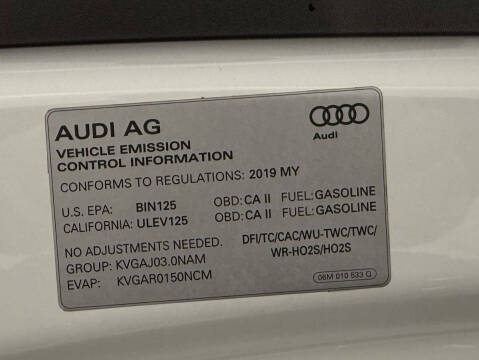 AUDI AG
Audi
VEHICLE EMISSION
CONTROL INFORMATION
CONFORMS TO REGULATIONS: 2019 MY
U.S. EPA: BIN125 OBD: CA II FUEL: GASOLINE
CALIFORNIA: ULEV125 OBD: CA II FUEL: GASOLINE
NO ADJUSTMENTS NEEDED.
GROUP: KVGAJ03.0NAM
EVAP: KVGAR0150NCM
DFI/TC/CAC/WU-TWC/TWC/
WR-HO2S/HO2S
06M 010 533 Q